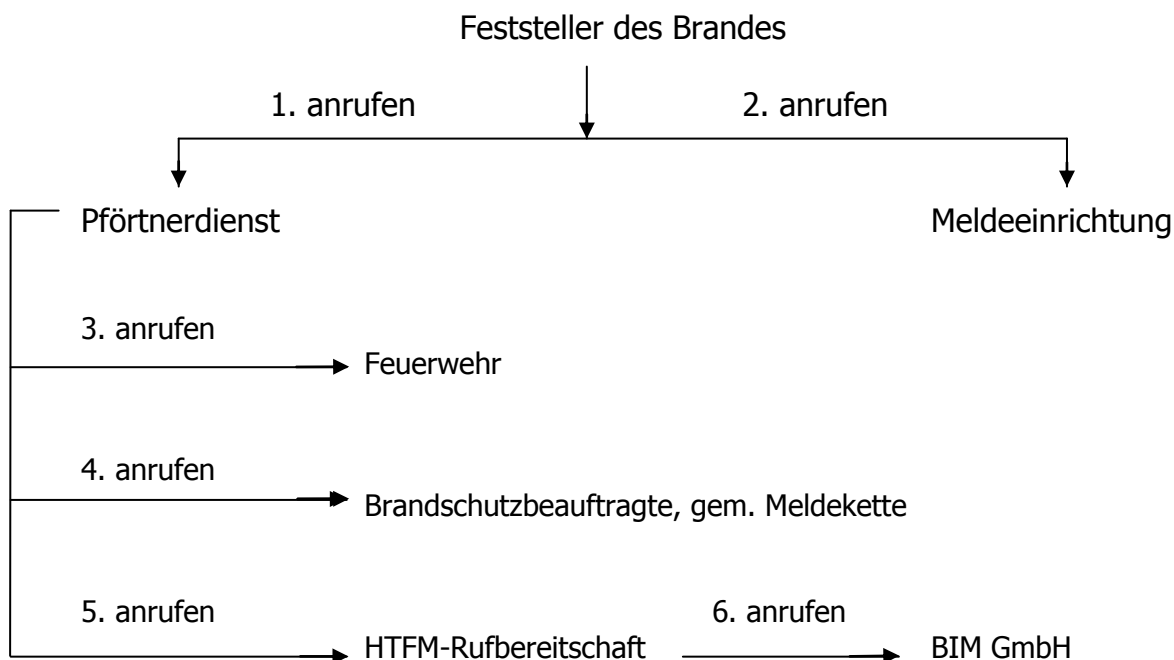 Feststeller des Brandes
1. anrufen 2. anrufen
Pförtnerdienst Meldeeinrichtung
3. anrufen
Feuerwehr
4. anrufen
Brandschutzbeauftragte, gem. Meldekette
5. anrufen 6. anrufen
HTFM-Rufbereitschaft BIM GmbH